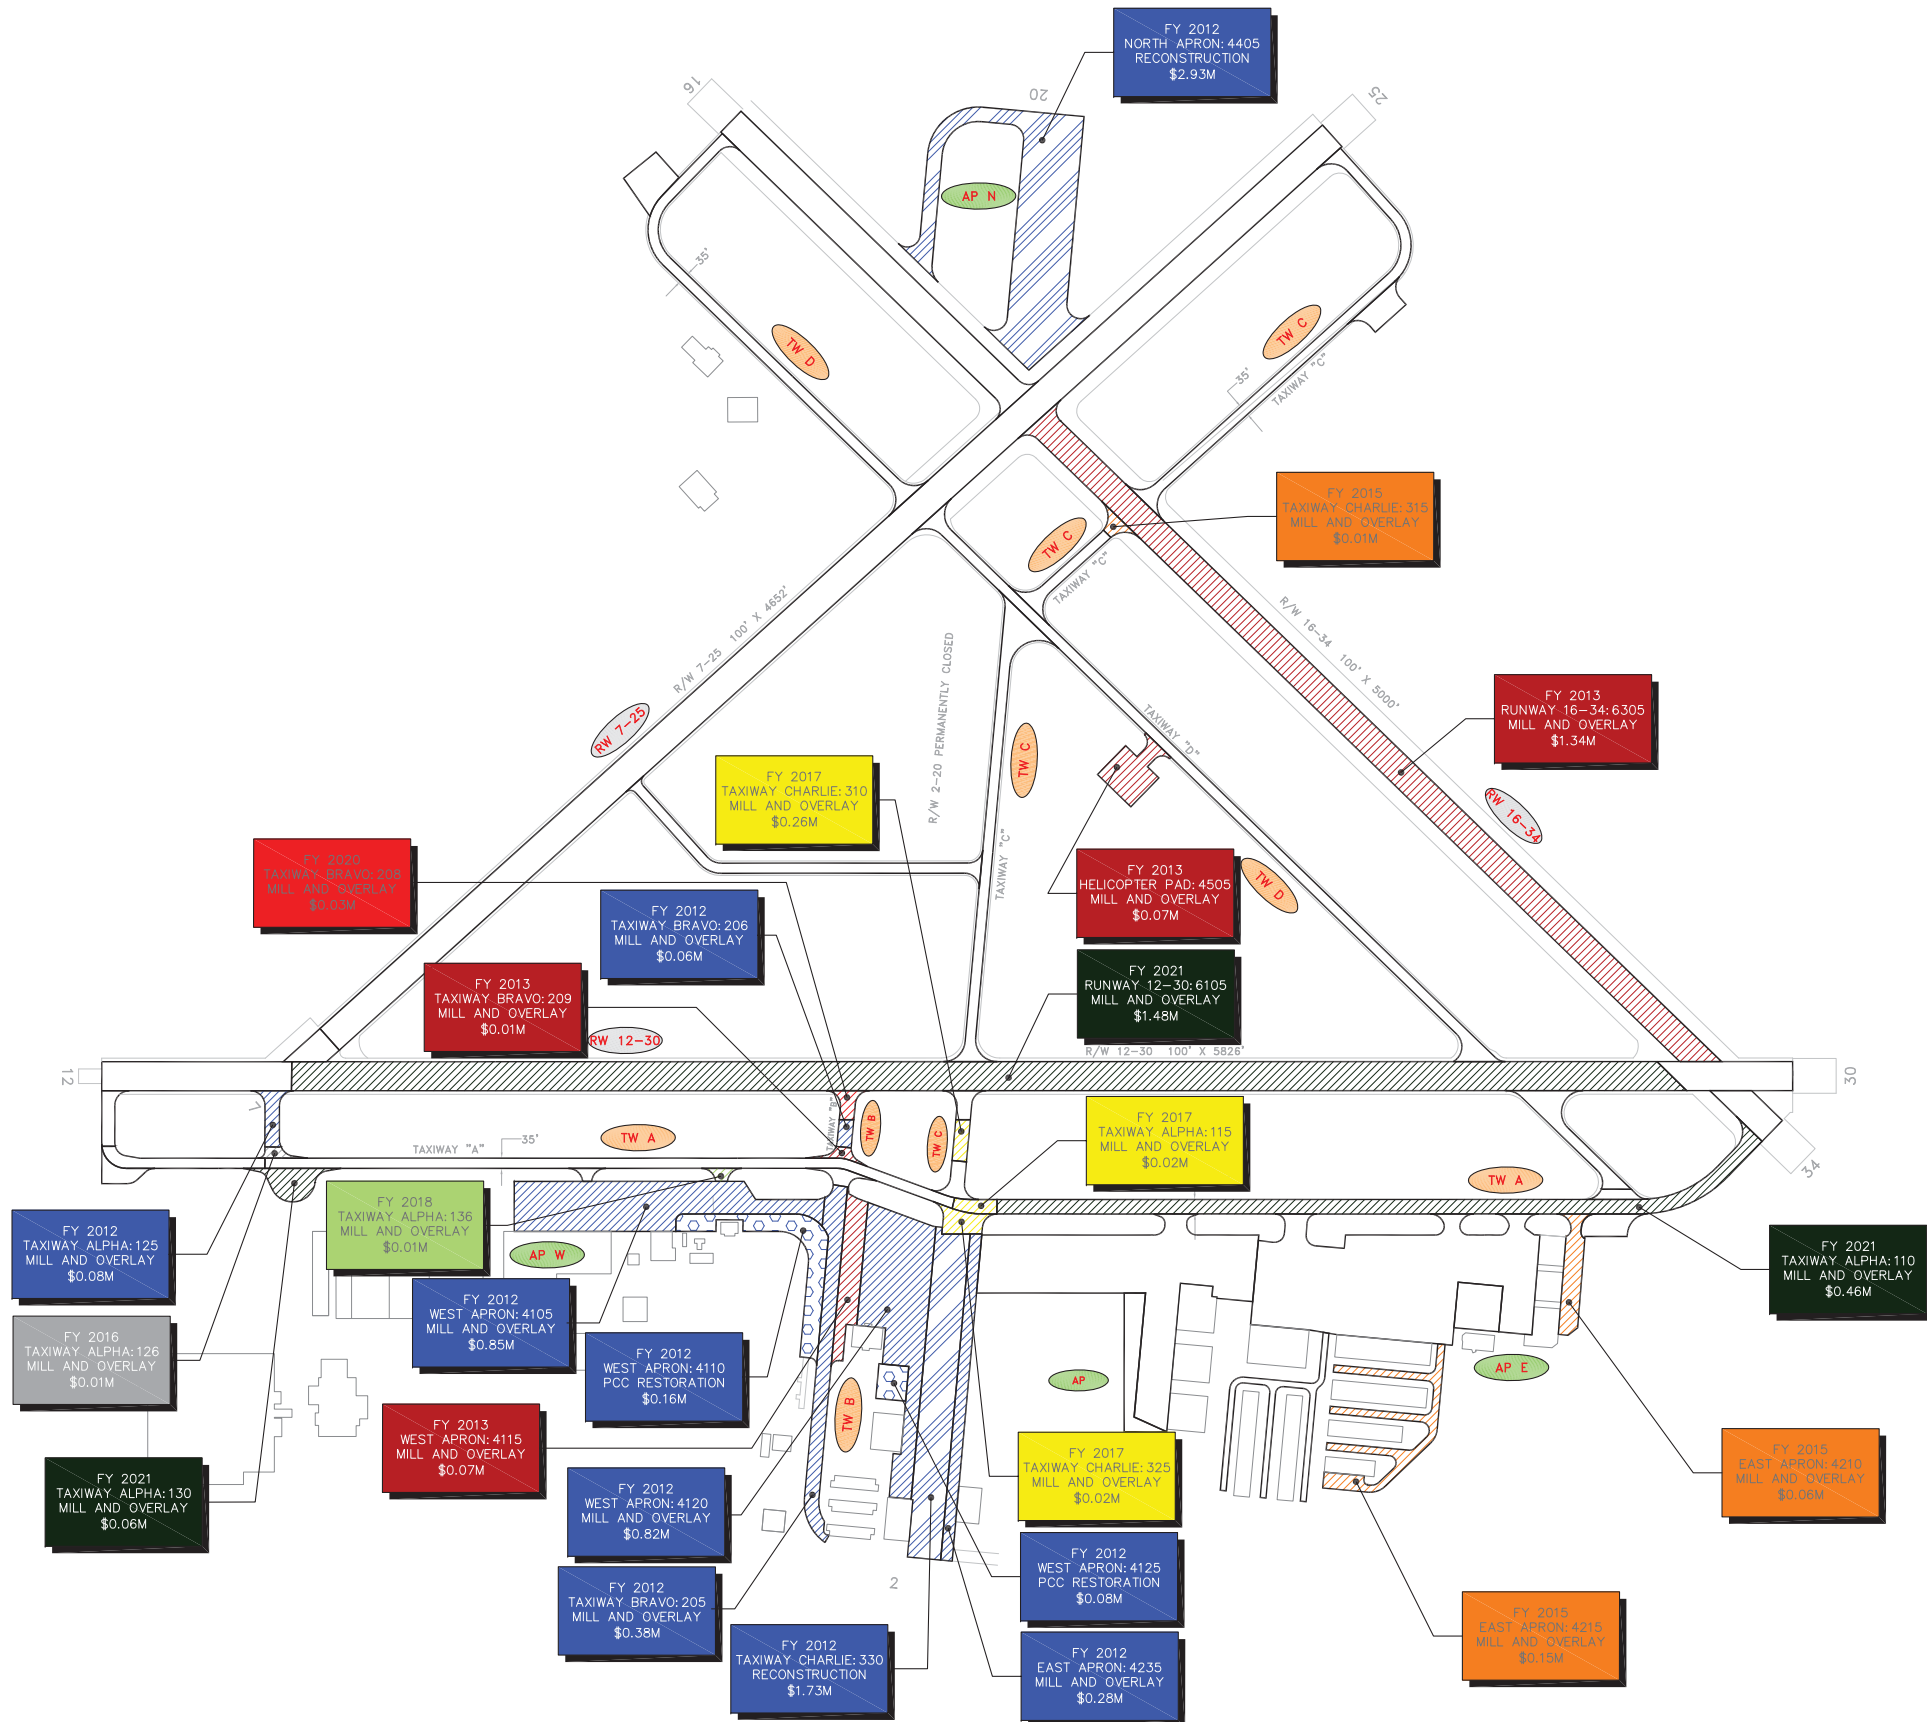 FY 2012
NORTH APRON: 4405
RECONSTRUCTION
$2.93M
16
20
25
AP N
35'
TW D
TW C
35'
TAXIWAY "C"
FY 2015
TAXIWAY CHARLIE: 315
MILL AND OVERLAY
$0.01M
TW C
TAXIWAY "C"
R/W 7-25 100' X 4652'
R/W 16-34 100' X 5000'
R/W 2-20 PERMANENTLY CLOSED
RW 7-25
TW C
TAXIWAY "D"
FY 2013
RUNWAY 16-34: 6305
MILL AND OVERLAY
$1.34M
RW 16-34
FY 2017
TAXIWAY CHARLIE: 310
MILL AND OVERLAY
$0.26M
TAXIWAY "C"
FY 2020
TAXIWAY BRAVO: 208
MILL AND OVERLAY
$0.03M
FY 2013
HELICOPTER PAD: 4505
MILL AND OVERLAY
$0.07M
TW D
FY 2012
TAXIWAY BRAVO: 206
MILL AND OVERLAY
$0.06M
FY 2013
TAXIWAY BRAVO: 209
MILL AND OVERLAY
$0.01M
FY 2021
RUNWAY 12-30: 6105
MILL AND OVERLAY
$1.48M
RW 12-30
R/W 12-30 100' X 5826'
12
30
7
TAXIWAY "A"
35'
TW A
TAXIWAY "B"
TW B
TW C
FY 2017
TAXIWAY ALPHA: 115
MILL AND OVERLAY
$0.02M
TW A
34
FY 2018
TAXIWAY ALPHA: 136
MILL AND OVERLAY
$0.01M
AP W
FY 2012
TAXIWAY ALPHA: 125
MILL AND OVERLAY
$0.08M
FY 2021
TAXIWAY ALPHA: 110
MILL AND OVERLAY
$0.46M
FY 2012
WEST APRON: 4105
MILL AND OVERLAY
$0.85M
FY 2016
TAXIWAY ALPHA: 126
MILL AND OVERLAY
$0.01M
FY 2012
WEST APRON: 4110
PCC RESTORATION
$0.16M
AP
AP E
TW B
FY 2013
WEST APRON: 4115
MILL AND OVERLAY
$0.07M
FY 2017
TAXIWAY CHARLIE: 325
MILL AND OVERLAY
$0.02M
FY 2015
EAST APRON: 4210
MILL AND OVERLAY
$0.06M
FY 2021
TAXIWAY ALPHA: 130
MILL AND OVERLAY
$0.06M
FY 2012
WEST APRON: 4120
MILL AND OVERLAY
$0.82M
FY 2012
WEST APRON: 4125
PCC RESTORATION
$0.08M
2
FY 2012
TAXIWAY BRAVO: 205
MILL AND OVERLAY
$0.38M
FY 2015
EAST APRON: 4215
MILL AND OVERLAY
$0.15M
FY 2012
TAXIWAY CHARLIE: 330
RECONSTRUCTION
$1.73M
FY 2012
EAST APRON: 4235
MILL AND OVERLAY
$0.28M